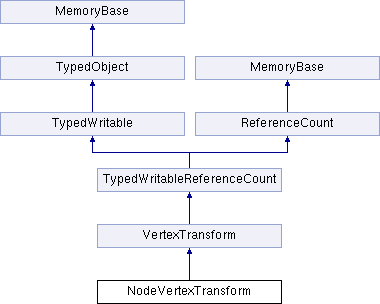 MemoryBase
TypedObject
MemoryBase
TypedWritable
ReferenceCount
TypedWritableReferenceCount
VertexTransform
NodeVertexTransform